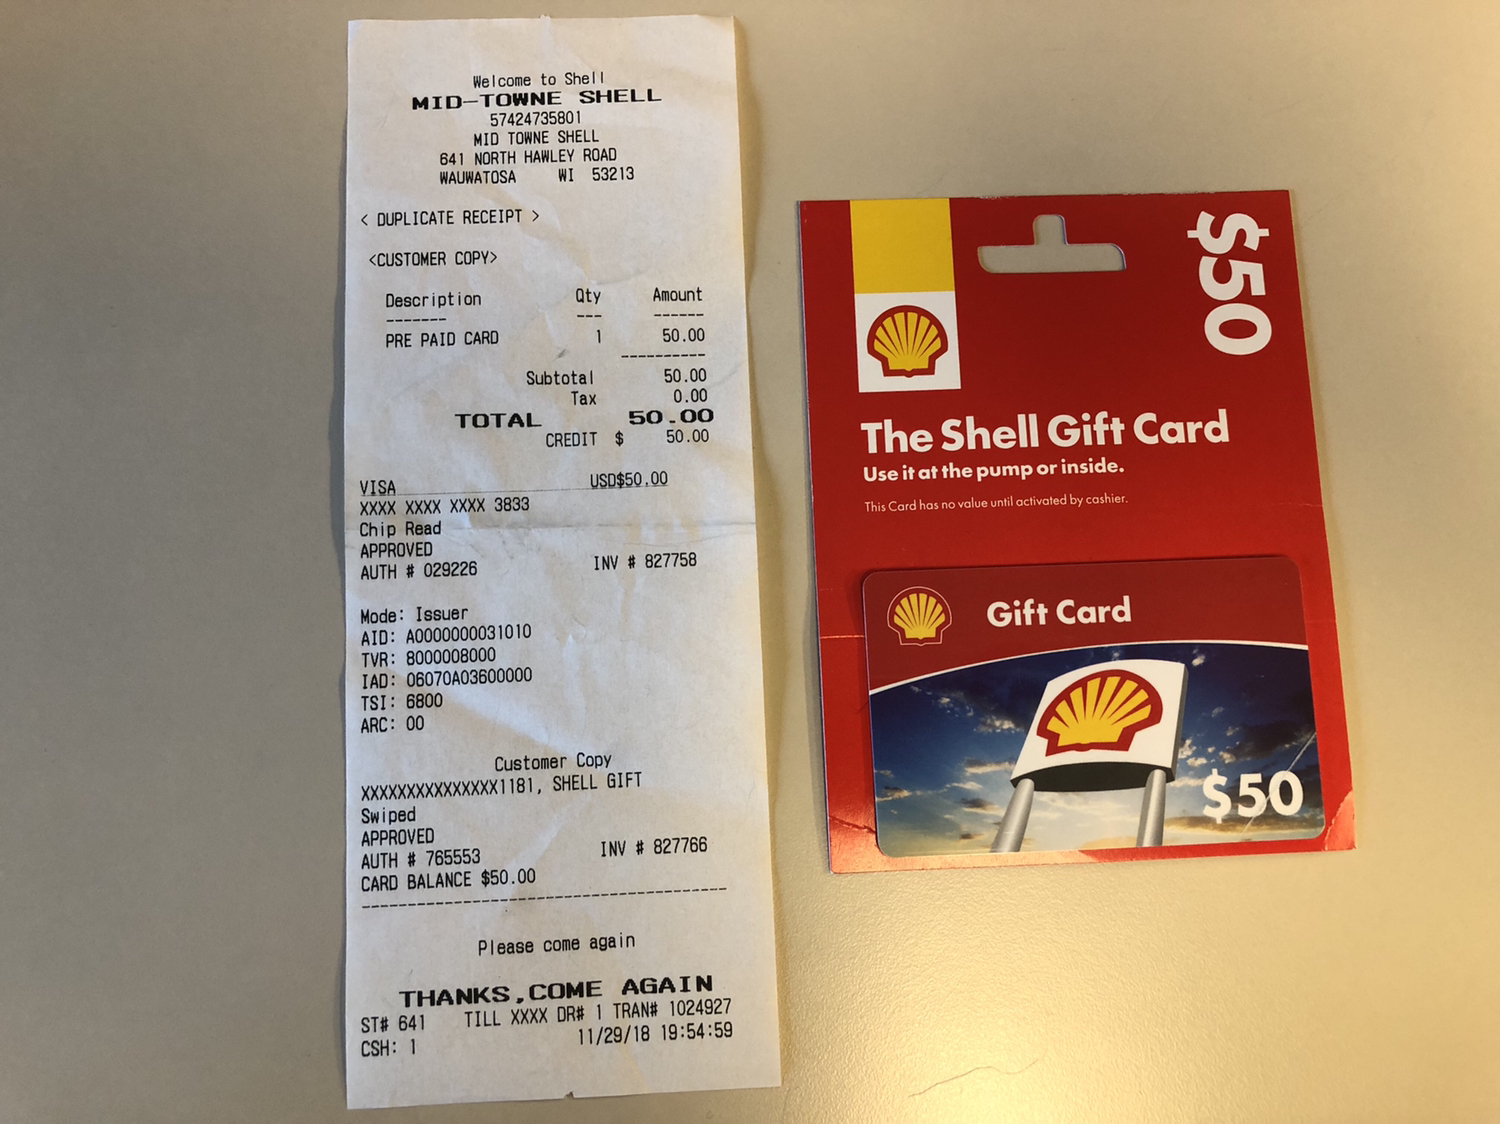 Welcome to Shell
MID-TOWNE SHELL
57424735801
MID TOWNE SHELL
641 NORTH HAWLEY ROAD
WAUWATOSA WI 53213
< DUPLICATE RECEIPT >
<CUSTOMER COPY>
Description Qty Amount
------- --- ------
PRE PAID CARD 1 50.00
----------
Subtotal 50.00
Tax 0.00
TOTAL 50.00
CREDIT $ 50.00
VISA USD$50.00
XXXX XXXX XXXX 3833
Chip Read
APPROVED
AUTH # 029226 INV # 827758
Mode: Issuer
AID: A0000000031010
TVR: 8000008000
IAD: 06070A03600000
TSI: 6800
ARC: 00
Customer Copy
XXXXXXXXXXXXXXX1181, SHELL GIFT
Swiped
APPROVED
AUTH # 765553 INV # 827766
CARD BALANCE $50.00
------------------------------------------------
Please come again
THANKS,COME AGAIN
ST# 641 TILL XXXX DR# 1 TRAN# 1024927
CSH: 1 11/29/18 19:54:59
$50
The Shell Gift Card
Use it at the pump or inside.
This Card has no value until activated by cashier.
Gift Card
$50